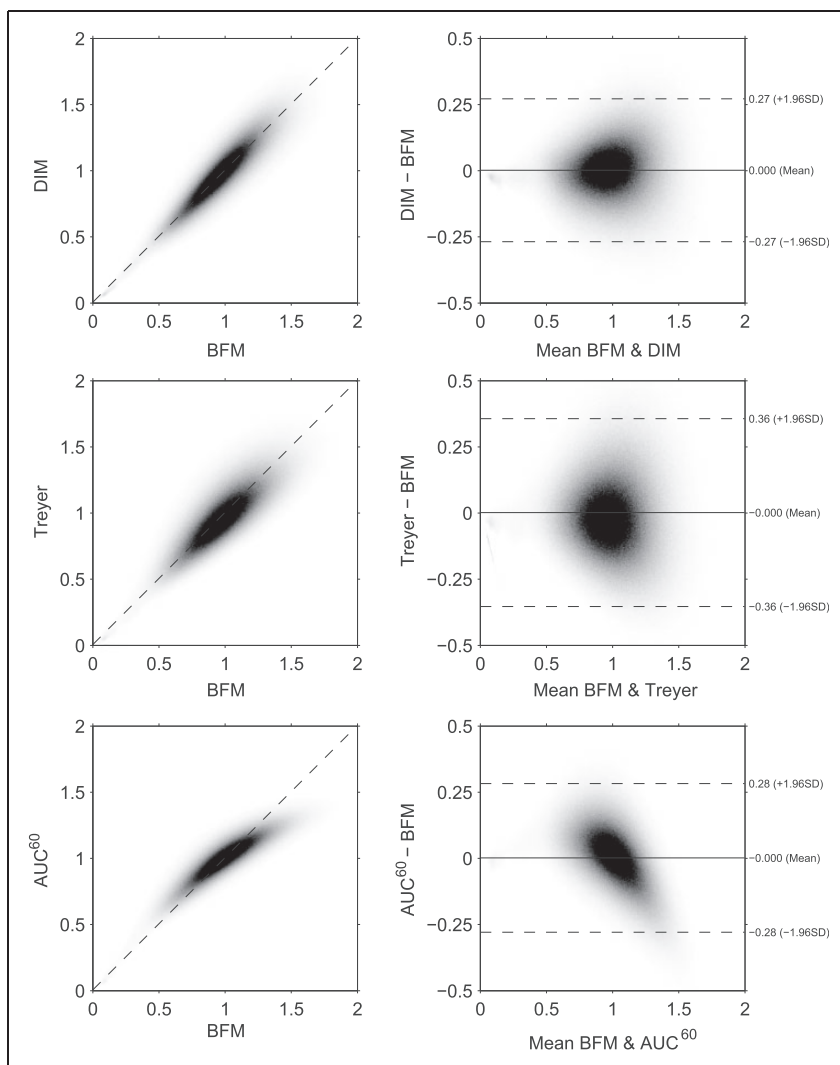 2
1.5
1
0.5
0
DIM
0 0.5 1 1.5 2
BFM
0.5
0.25
0
−0.25
−0.5
DIM − BFM
0.27 (+1.96SD)
0.000 (Mean)
−0.27 (−1.96SD)
0 0.5 1 1.5 2
Mean BFM & DIM
2
1.5
1
0.5
0
Treyer
0 0.5 1 1.5 2
BFM
0.5
0.25
0
−0.25
−0.5
Treyer − BFM
0.36 (+1.96SD)
−0.000 (Mean)
−0.36 (−1.96SD)
0 0.5 1 1.5 2
Mean BFM & Treyer
2
1.5
1
0.5
0
AUC⁶⁰
0 0.5 1 1.5 2
BFM
0.5
0.25
0
−0.25
−0.5
AUC⁶⁰ − BFM
0.28 (+1.96SD)
−0.000 (Mean)
−0.28 (−1.96SD)
0 0.5 1 1.5 2
Mean BFM & AUC⁶⁰